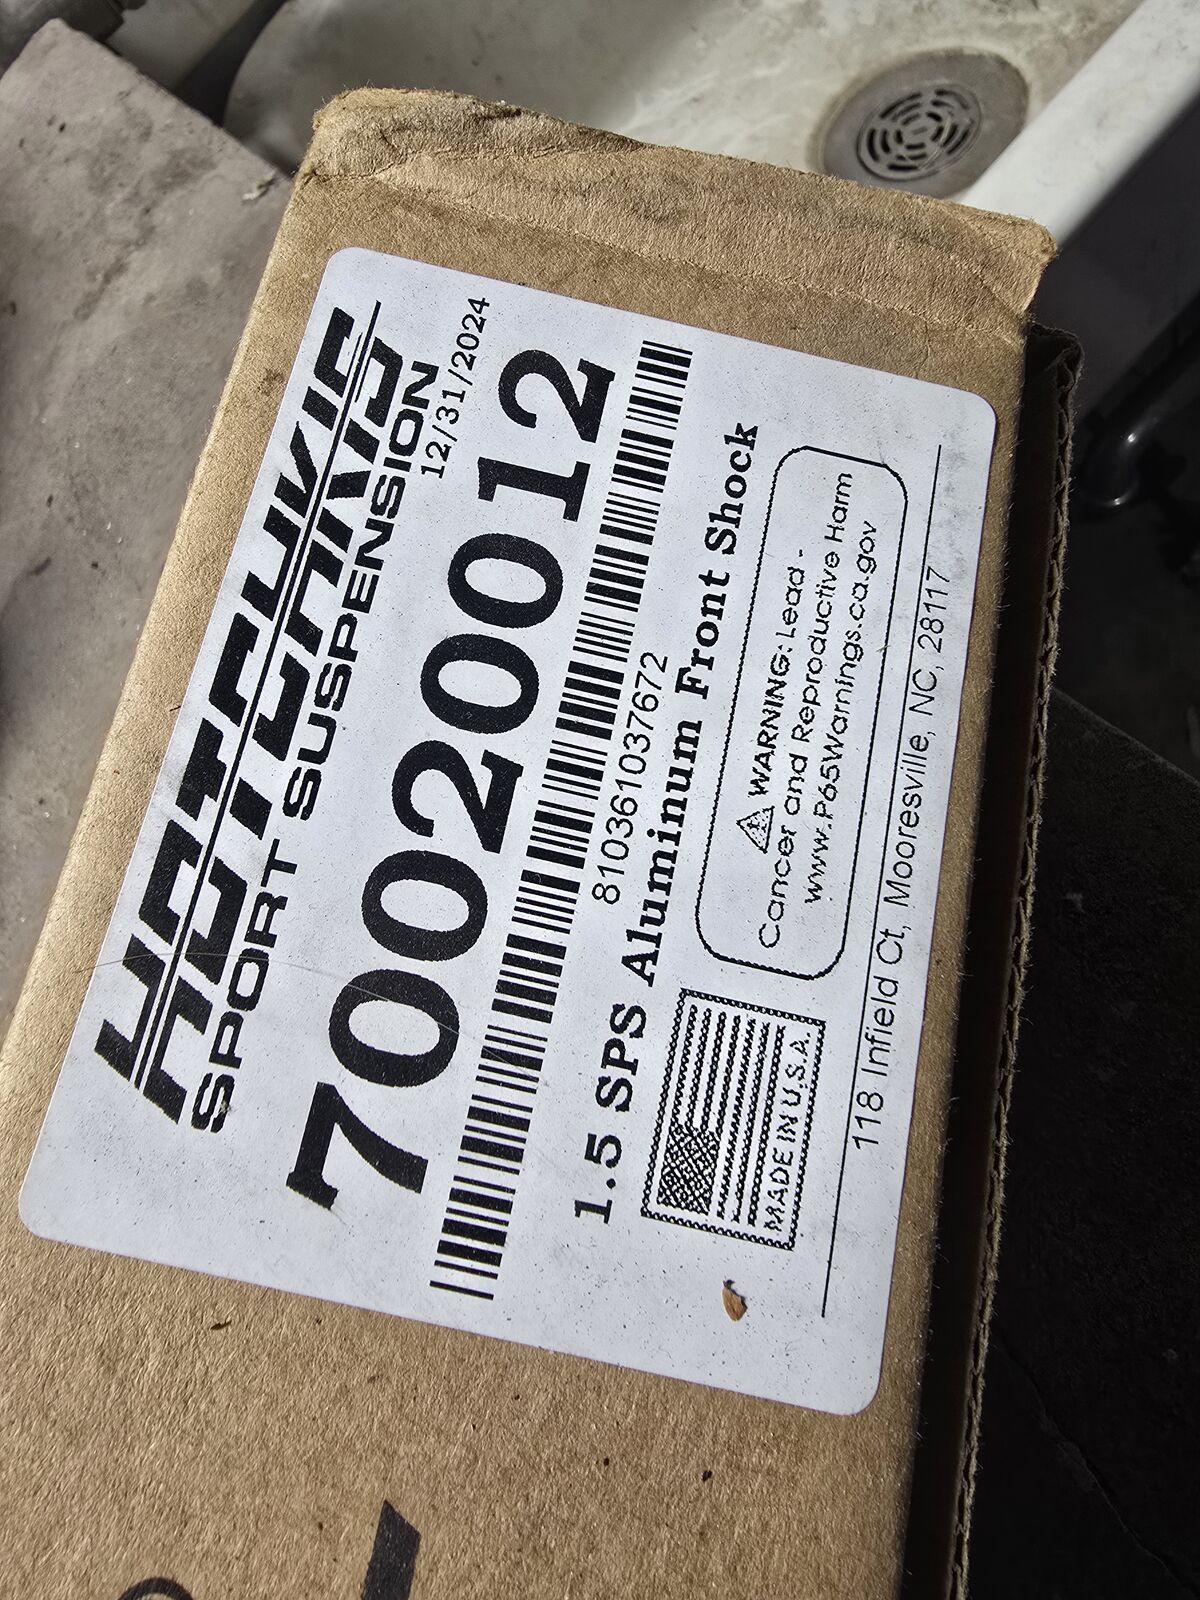 HOTCHKIS
SPORT SUSPENSION
12/31/2024
70020012
810361037672
1.5 SPS Aluminum Front Shock
WARNING: Lead -
Cancer and Reproductive Harm
www.P65Warnings.ca.gov
MADE IN U.S.A.
118 Infield Ct, Mooresville, NC, 28117